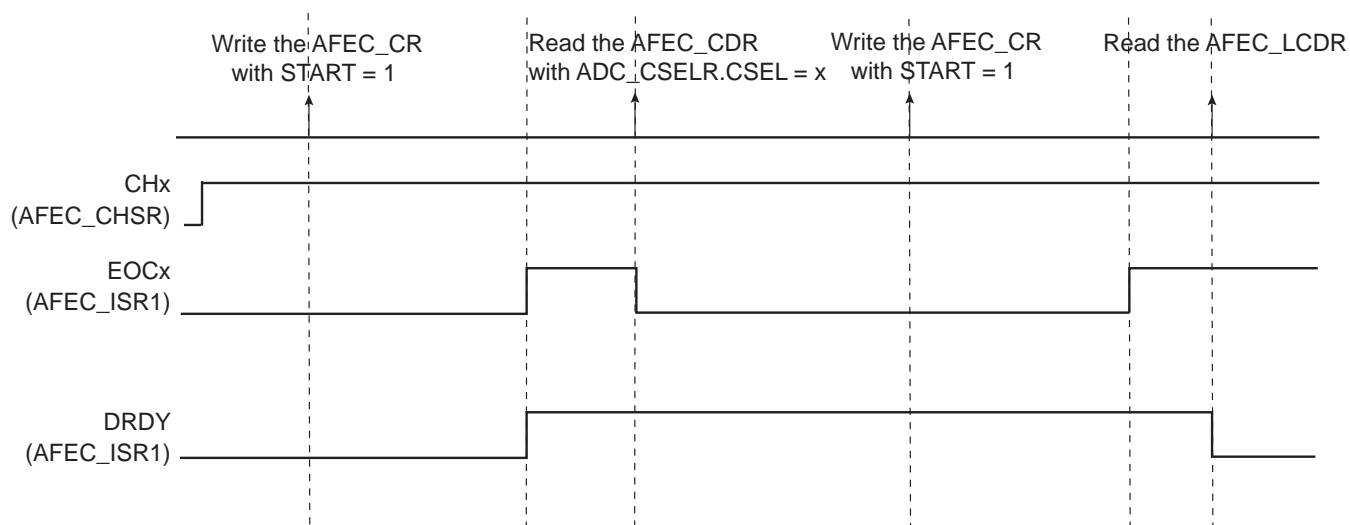 Write the AFEC_CR
with START = 1
Read the AFEC_CDR
with ADC_CSELR.CSEL = x
Write the AFEC_CR
with START = 1
Read the AFEC_LCDR
CHx
(AFEC_CHSR)
EOCx
(AFEC_ISR1)
DRDY
(AFEC_ISR1)